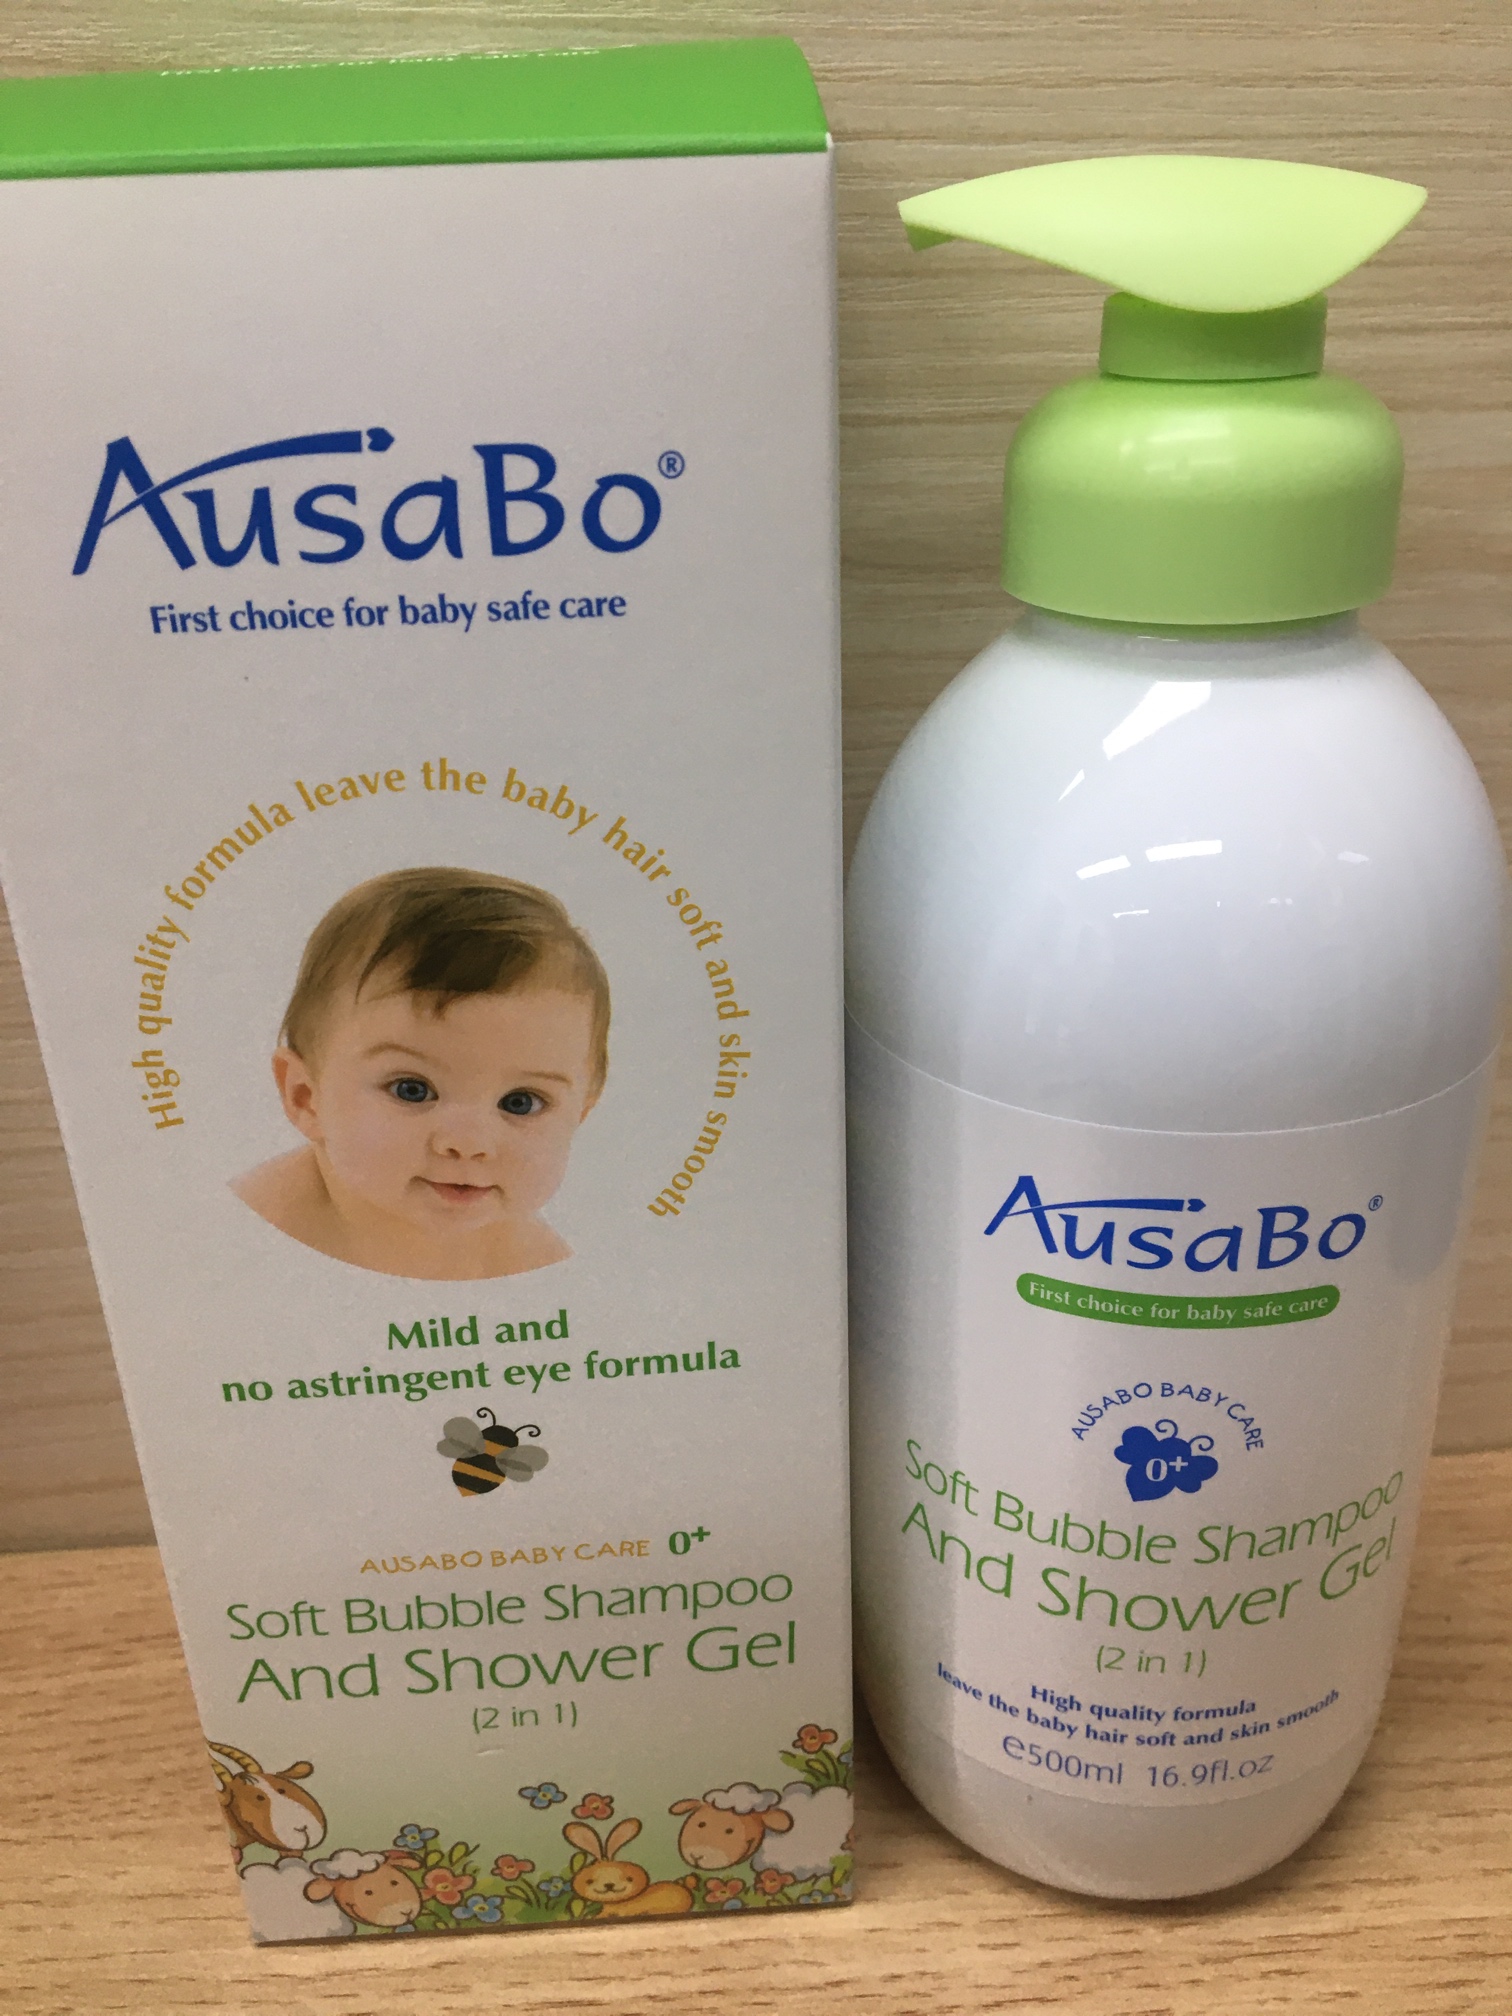 AusaBo®
First choice for baby safe care
High quality formula leave the baby hair soft and skin smooth
Mild and
no astringent eye formula
AUSABO BABY CARE 0+
Soft Bubble Shampoo
And Shower Gel
(2 in 1)
AusaBo®
First choice for baby safe care
AUSABO BABY CARE
0+
Soft Bubble Shampoo
And Shower Gel
(2 in 1)
High quality formula
leave the baby hair soft and skin smooth
e500ml 16.9fl.oz